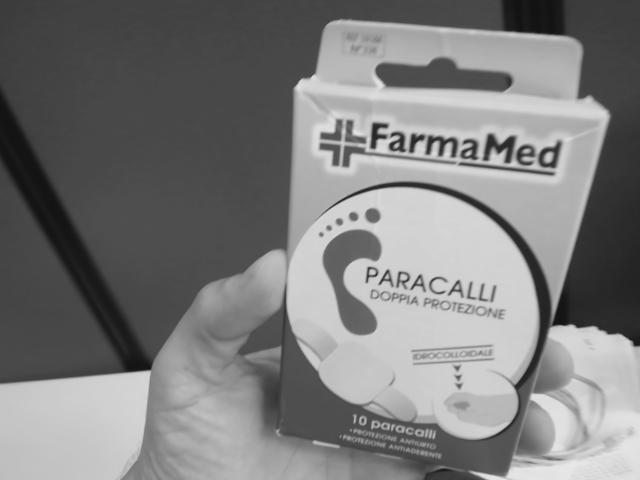 FarmaMed
PARACALLI
DOPPIA PROTEZIONE
IDROCOLLOIDALE
10 paracalli
• PROTEZIONE ANTIURTO
• PROTEZIONE ANTIADERENTE